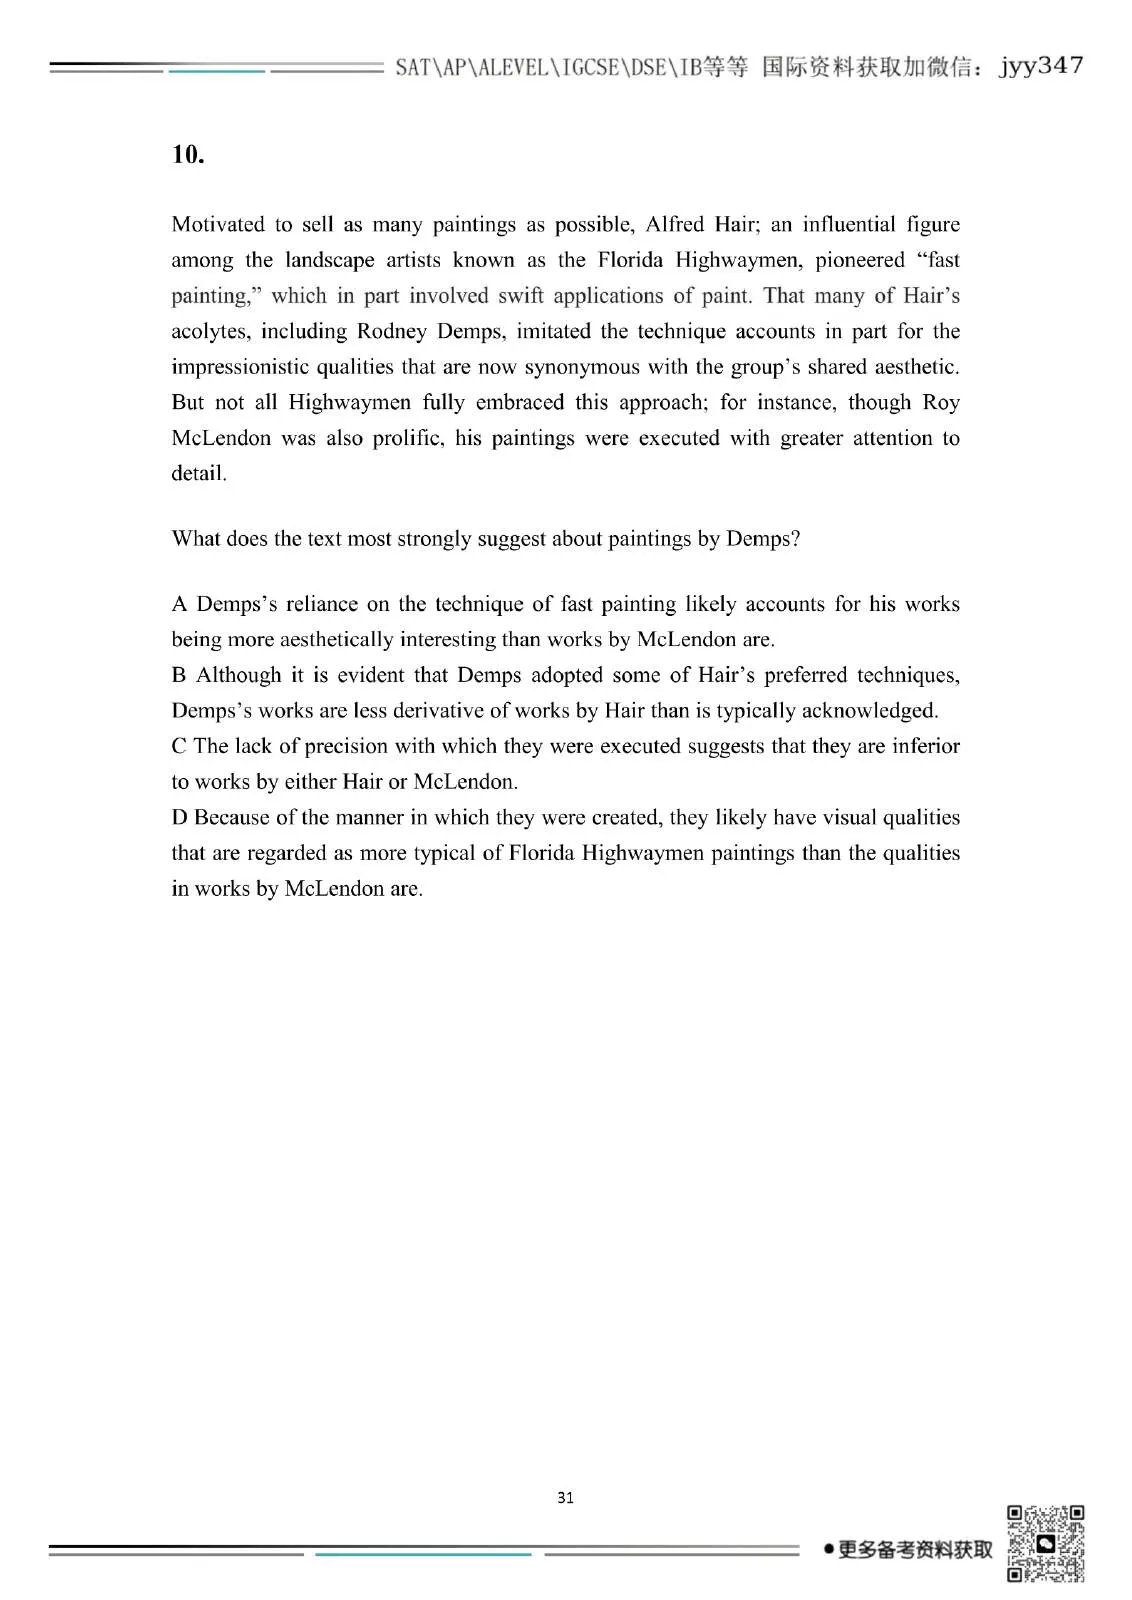 SAT\AP\ALEVEL\IGCSE\DSE\IB等等 国际资料获取加微信: jyy347
10.
Motivated to sell as many paintings as possible, Alfred Hair; an influential figure
among the landscape artists known as the Florida Highwaymen, pioneered “fast
painting,” which in part involved swift applications of paint. That many of Hair’s
acolytes, including Rodney Demps, imitated the technique accounts in part for the
impressionistic qualities that are now synonymous with the group’s shared aesthetic.
But not all Highwaymen fully embraced this approach; for instance, though Roy
McLendon was also prolific, his paintings were executed with greater attention to
detail.
What does the text most strongly suggest about paintings by Demps?
A Demps’s reliance on the technique of fast painting likely accounts for his works
being more aesthetically interesting than works by McLendon are.
B Although it is evident that Demps adopted some of Hair’s preferred techniques,
Demps’s works are less derivative of works by Hair than is typically acknowledged.
C The lack of precision with which they were executed suggests that they are inferior
to works by either Hair or McLendon.
D Because of the manner in which they were created, they likely have visual qualities
that are regarded as more typical of Florida Highwaymen paintings than the qualities
in works by McLendon are.
31
●更多备考资料获取